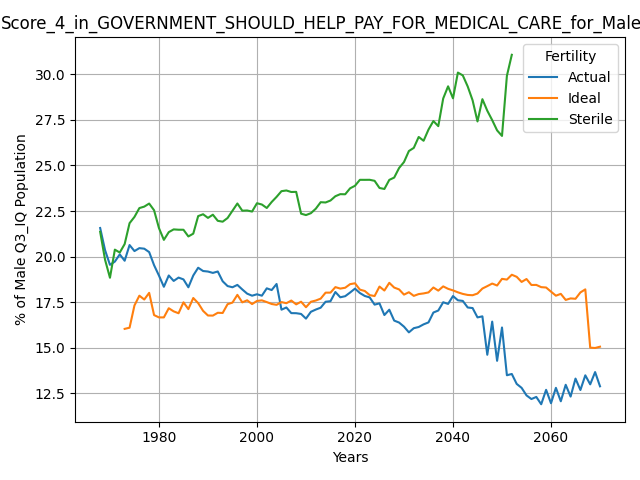 Score_4_in_GOVERNMENT_SHOULD_HELP_PAY_FOR_MEDICAL_CARE_for_Male
% of Male Q3_IQ Population
30.0
27.5
25.0
22.5
20.0
17.5
15.0
12.5
Fertility
Actual
Ideal
Sterile
1980
2000
2020
2040
2060
Years